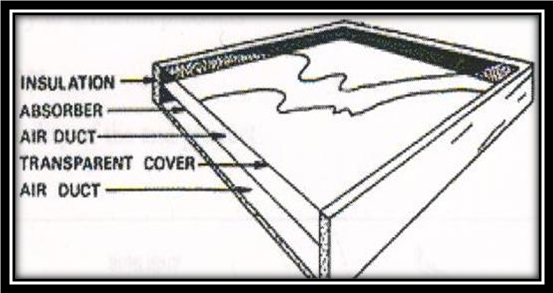 INSULATION
ABSORBER
AIR DUCT
TRANSPARENT COVER
AIR DUCT